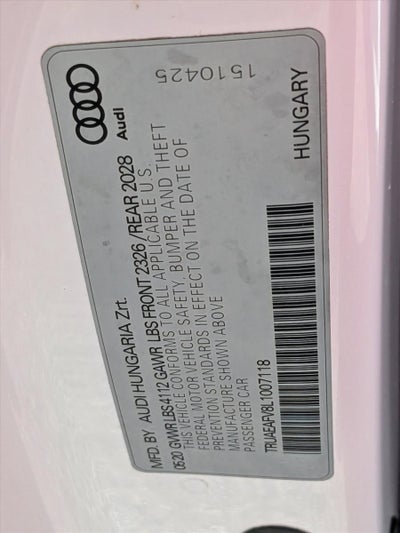 Audi
MFD. BY AUDI HUNGARIA Zrt.
05.20 GVWR LBS 4112 GAWR LBS FRONT 2326 / REAR 2028
THIS VEHICLE CONFORMS TO ALL APPLICABLE U.S.
FEDERAL MOTOR VEHICLE SAFETY, BUMPER AND THEFT
PREVENTION STANDARDS IN EFFECT ON THE DATE OF
MANUFACTURE SHOWN ABOVE
PASSENGER CAR
TRUAEAFV8L1007118
1510425
HUNGARY